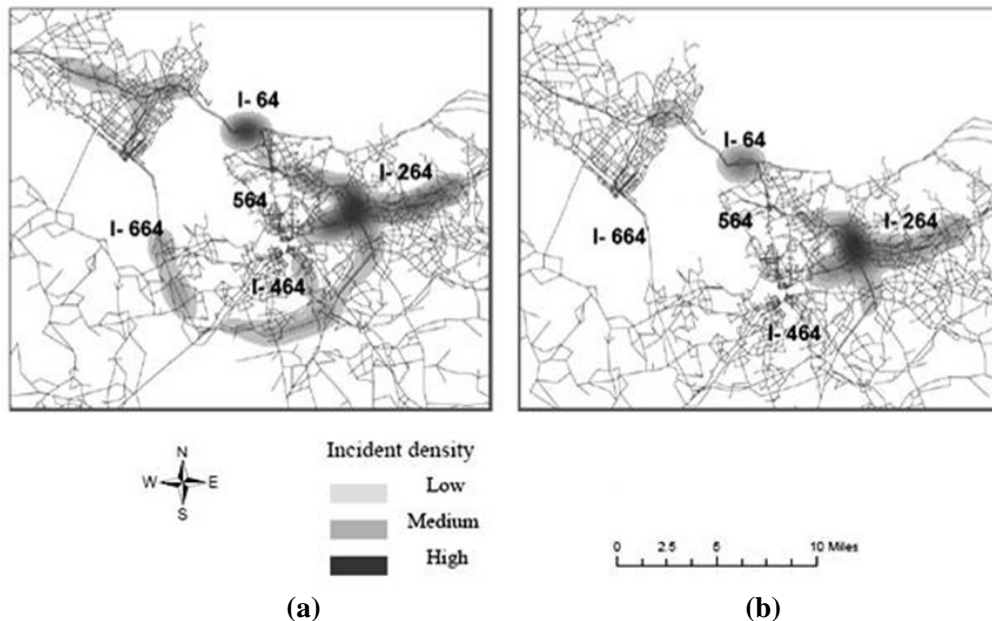 I- 64
I- 264
564
I- 664
I- 464
I- 64
I- 264
564
I- 664
I- 464
N
W E
S
Incident density
Low
Medium
High
0 2.5 5 10 Miles
(a) (b)